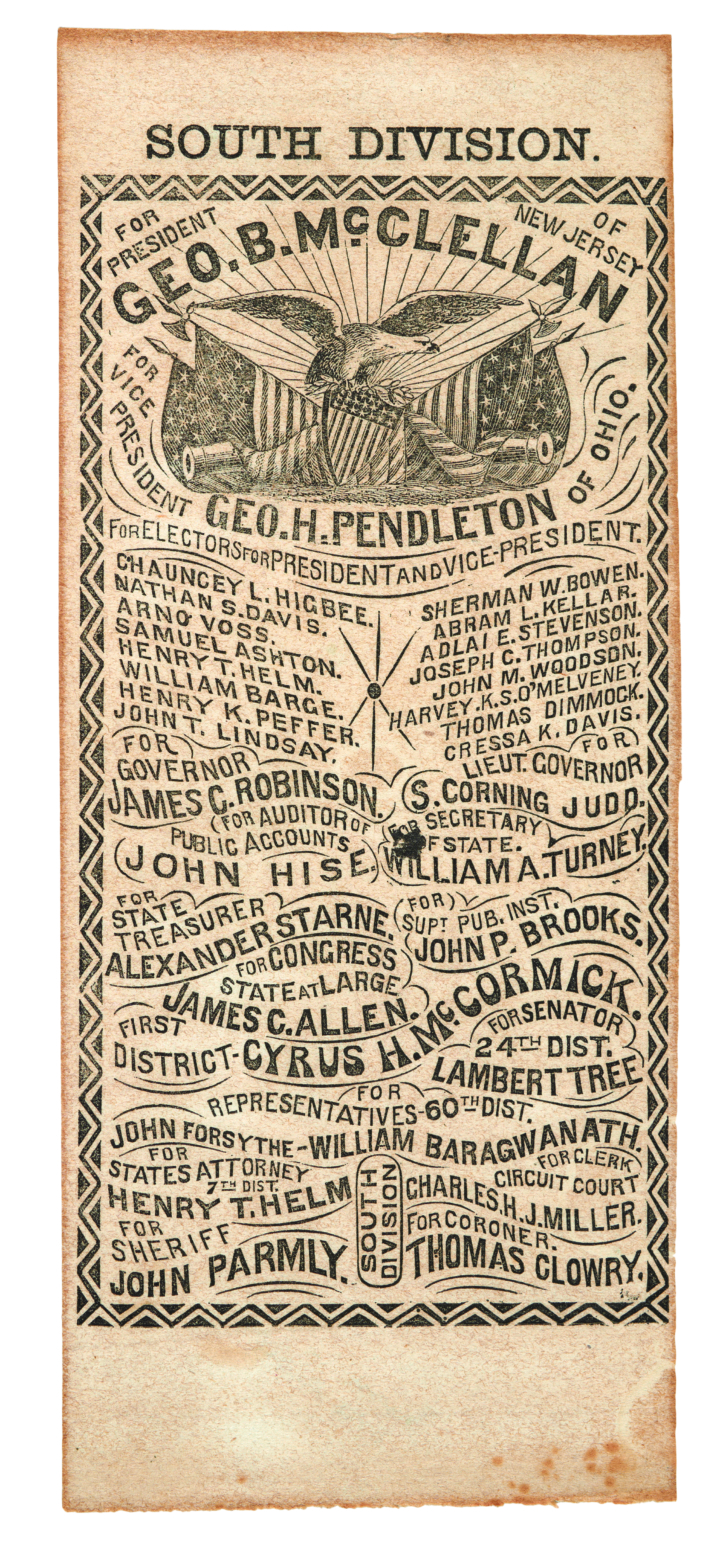 SOUTH DIVISION.
FOR PRESIDENT
GEO. B. McCLELLAN
OF NEW JERSEY
FOR VICE PRESIDENT
GEO. H. PENDLETON
OF OHIO.
FOR ELECTORS FOR PRESIDENT AND VICE-PRESIDENT.
CHAUNCEY L. HIGBEE.
NATHAN S. DAVIS.
ARNO VOSS.
SAMUEL ASHTON.
HENRY T. HELM.
WILLIAM BARGE.
HENRY K. PEFFER.
JOHN T. LINDSAY.
SHERMAN W. BOWEN.
ABRAM L. KELLAR.
ADLAI E. STEVENSON.
JOSEPH C. THOMPSON.
JOHN M. WOODSON.
HARVEY. K. S. O'MELVENEY.
THOMAS DIMMOCK.
CRESSA K. DAVIS.
FOR
GOVERNOR
JAMES C. ROBINSON.
FOR
LIEUT. GOVERNOR
S. CORNING JUDD.
FOR AUDITOR OF
PUBLIC ACCOUNTS
JOHN HISE.
FOR SECRETARY
OF STATE.
WILLIAM A. TURNEY.
FOR
STATE
TREASURER
ALEXANDER STARNE.
FOR
SUPT PUB. INST.
JOHN P. BROOKS.
FOR CONGRESS
STATE AT LARGE
JAMES C. ALLEN.
FIRST
DISTRICT-CYRUS H. McCORMICK.
FOR SENATOR
24TH DIST.
LAMBERT TREE
FOR
REPRESENTATIVES-60TH DIST.
JOHN FORSYTHE-WILLIAM BARAGWANATH.
FOR
STATES ATTORNEY
7TH DIST.
HENRY T. HELM
FOR CLERK
CIRCUIT COURT
CHARLES. H. J. MILLER.
FOR
SHERIFF
JOHN PARMLY.
SOUTH
DIVISION
FOR CORONER.
THOMAS CLOWRY.